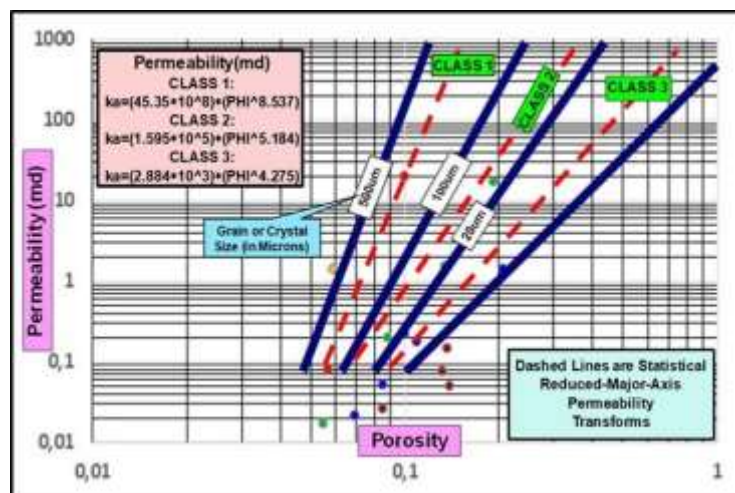 1000
100
10
1
0,1
0,01
Permeability (md)
Permeability(md)
CLASS 1:
ka=(45.35*10^8)*(PHI^8.537)
CLASS 2:
ka=(1.595*10^5)*(PHI^5.184)
CLASS 3:
ka=(2.884*10^3)*(PHI^4.275)
Grain or Crystal
Size (in Microns)
CLASS 1
CLASS 2
CLASS 3
500um
100um
20um
Dashed Lines are Statistical
Reduced-Major-Axis
Permeability
Transforms
Porosity
0,01
0,1
1